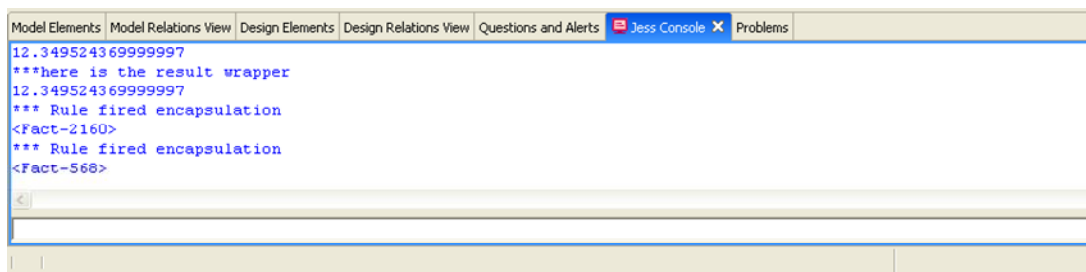 Model Elements Model Relations View Design Elements Design Relations View Questions and Alerts Jess Console Problems
12.349524369999997
***here is the result wrapper
12.349524369999997
*** Rule fired encapsulation
<Fact-2160>
*** Rule fired encapsulation
<Fact-568>